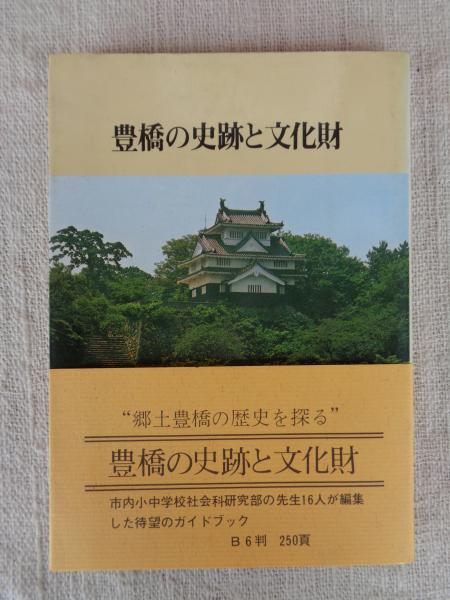 豊橋の史跡と文化財
“郷土豊橋の歴史を探る”
豊橋の史跡と文化財
市内小中学校社会科研究部の先生16人が編集
した待望のガイドブック
B6判 250頁